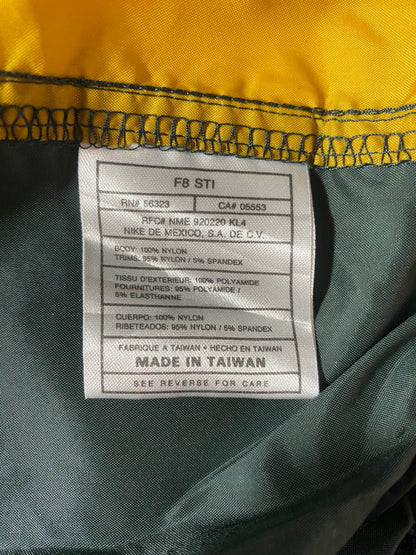 F8 STI
RN# 56323 CA# 05553
RFC# NME 920220 KL4
NIKE DE MEXICO, S.A. DE C.V.
BODY: 100% NYLON
TRIMS: 95% NYLON / 5% SPANDEX
TISSU D'EXTERIEUR: 100% POLYAMIDE
FOURNITURES: 95% POLYAMIDE /
5% ELASTHANNE
CUERPO: 100% NYLON
RIBETEADOS: 95% NYLON / 5% SPANDEX
FABRIQUE A TAIWAN • HECHO EN TAIWAN
MADE IN TAIWAN
SEE REVERSE FOR CARE